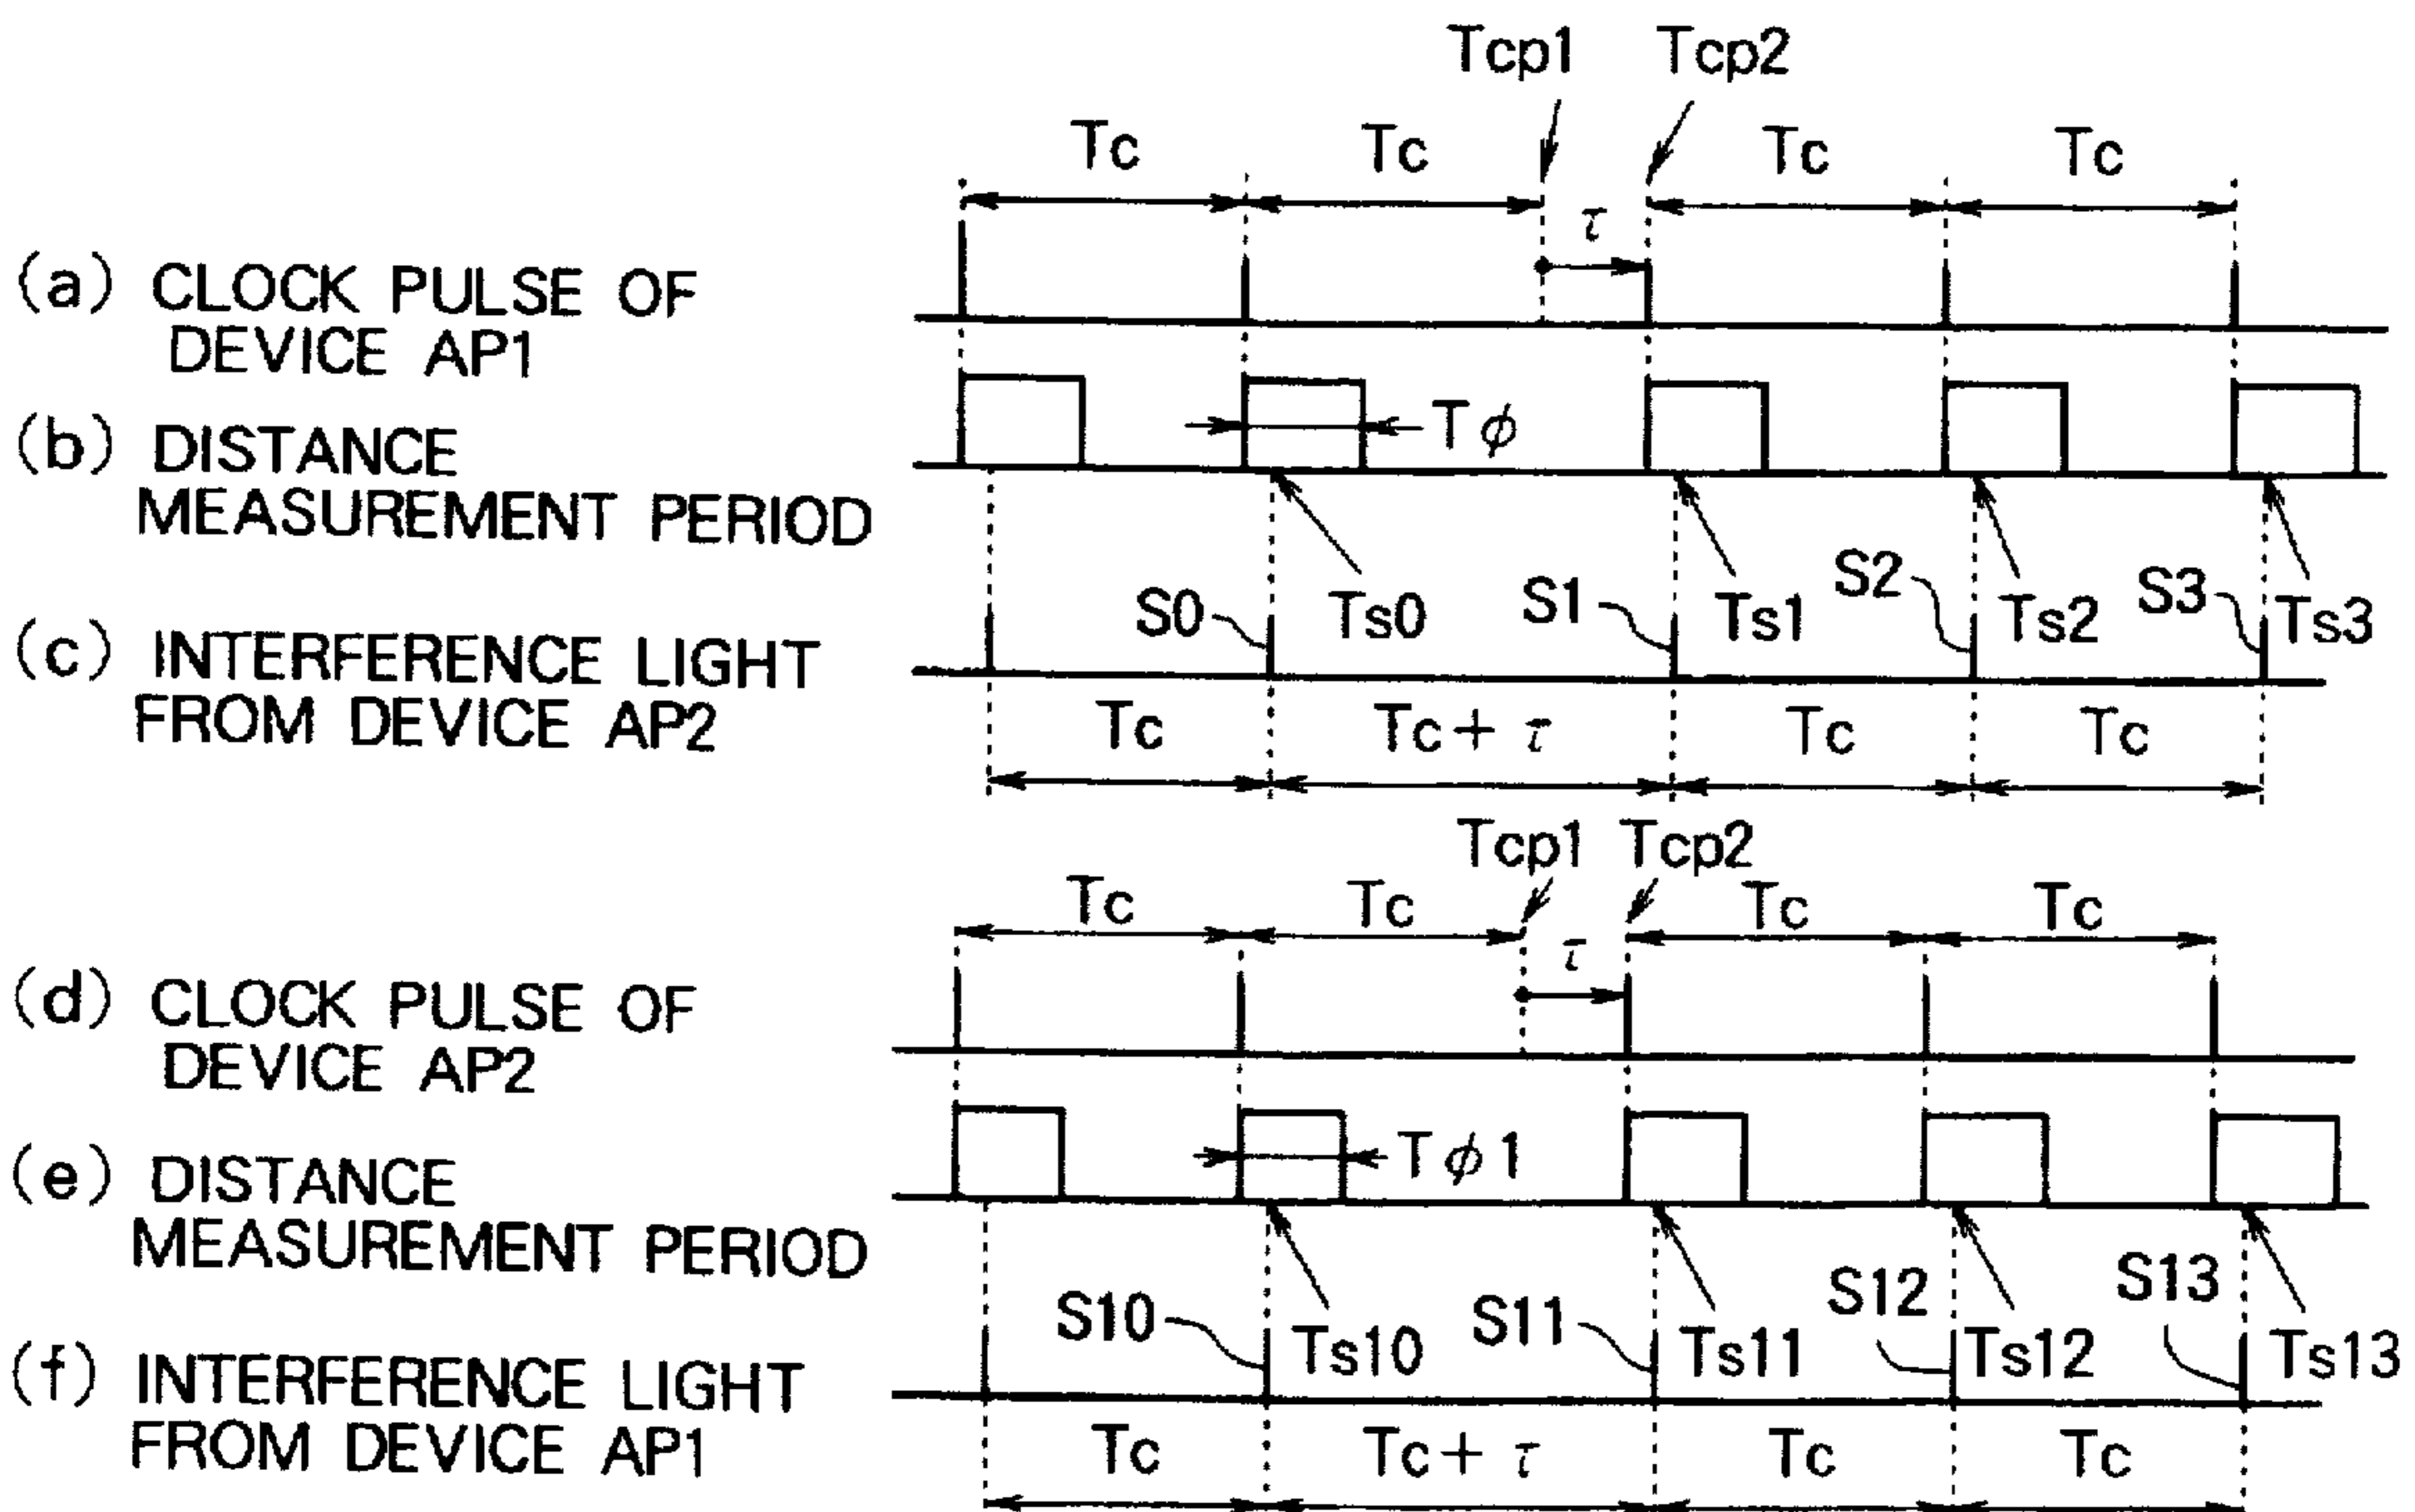 Tcp1 Tcp2
Tc Tc Tc Tc
τ
(a) CLOCK PULSE OF
DEVICE AP1
(b) DISTANCE
MEASUREMENT PERIOD
Tφ
S0 Ts0 S1 Ts1 S2 Ts2 S3 Ts3
(c) INTERFERENCE LIGHT
FROM DEVICE AP2
Tc Tc + τ Tc Tc
Tcp1 Tcp2
Tc Tc Tc Tc
τ
(d) CLOCK PULSE OF
DEVICE AP2
(e) DISTANCE
MEASUREMENT PERIOD
Tφ1
S10 Ts10 S11 Ts11 S12 Ts12 S13 Ts13
(f) INTERFERENCE LIGHT
FROM DEVICE AP1
Tc Tc + τ Tc Tc